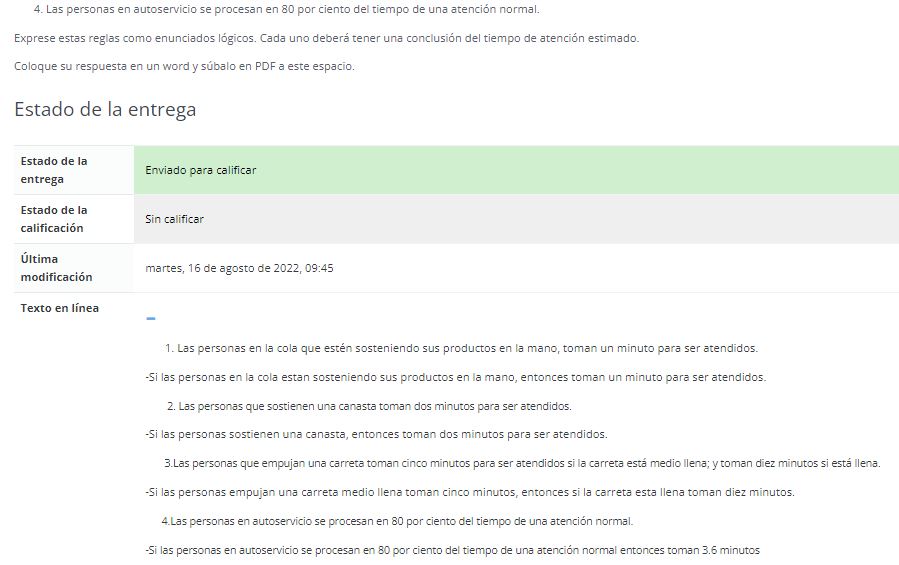 4. Las personas en autoservicio se procesan en 80 por ciento del tiempo de una atención normal.
Exprese estas reglas como enunciados lógicos. Cada uno deberá tener una conclusión del tiempo de atención estimado.
Coloque su respuesta en un word y súbalo en PDF a este espacio.
Estado de la entrega
Estado de la
entrega
Enviado para calificar
Estado de la
calificación
Sin calificar
Última
modificación
martes, 16 de agosto de 2022, 09:45
Texto en línea
1. Las personas en la cola que estén sosteniendo sus productos en la mano, toman un minuto para ser atendidos.
-Si las personas en la cola estan sosteniendo sus productos en la mano, entonces toman un minuto para ser atendidos.
2. Las personas que sostienen una canasta toman dos minutos para ser atendidos.
-Si las personas sostienen una canasta, entonces toman dos minutos para ser atendidos.
3.Las personas que empujan una carreta toman cinco minutos para ser atendidos si la carreta está medio llena; y toman diez minutos si está llena.
-Si las personas empujan una carreta medio llena toman cinco minutos, entonces si la carreta esta llena toman diez minutos.
4.Las personas en autoservicio se procesan en 80 por ciento del tiempo de una atención normal.
-Si las personas en autoservicio se procesan en 80 por ciento del tiempo de una atención normal entonces toman 3.6 minutos